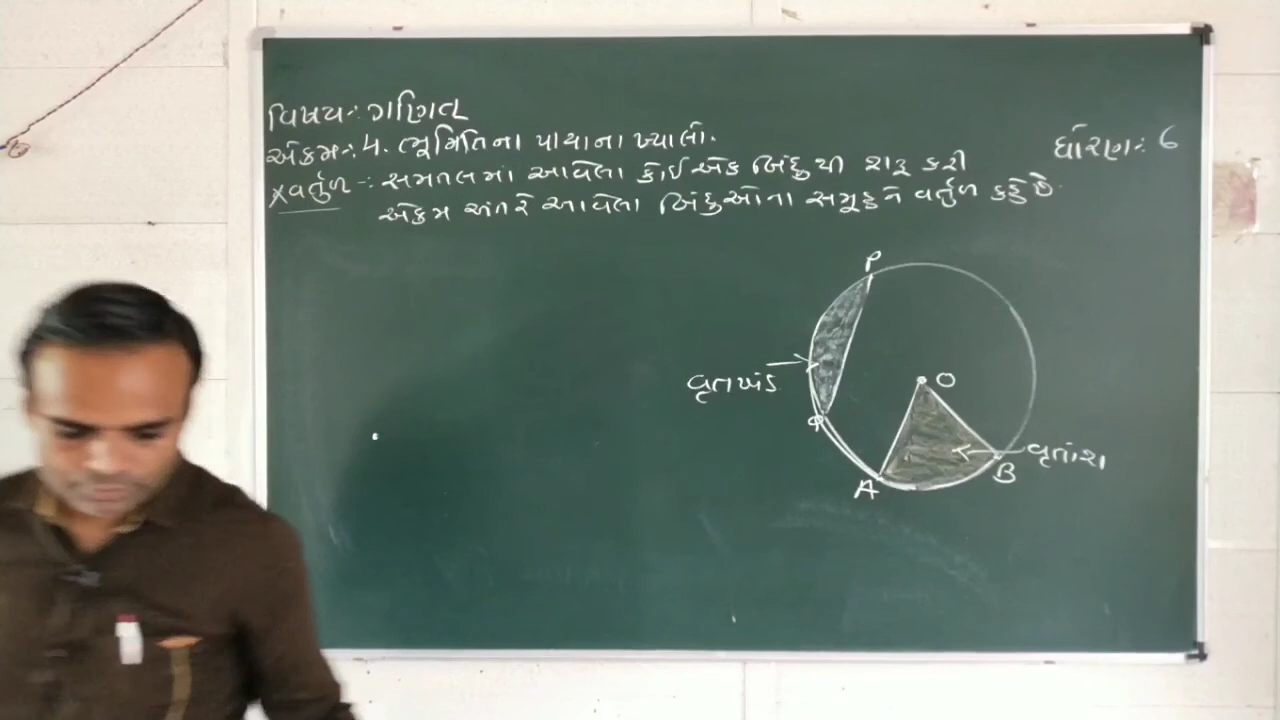 વિષય:- ગણિત
એકમ:- 4. ભૂમિતિના પાયાના ખ્યાલો.
ધોરણ:- 6
* વર્તુળ -: સમતલમાં આવેલા કોઈ એક બિંદુથી શરૂ કરી
એકમ અંતરે આવેલા બિંદુઓના સમૂહને વર્તુળ કહે છે.
P
વૃતખંડ
O
Q
વૃતાંશ
A
B